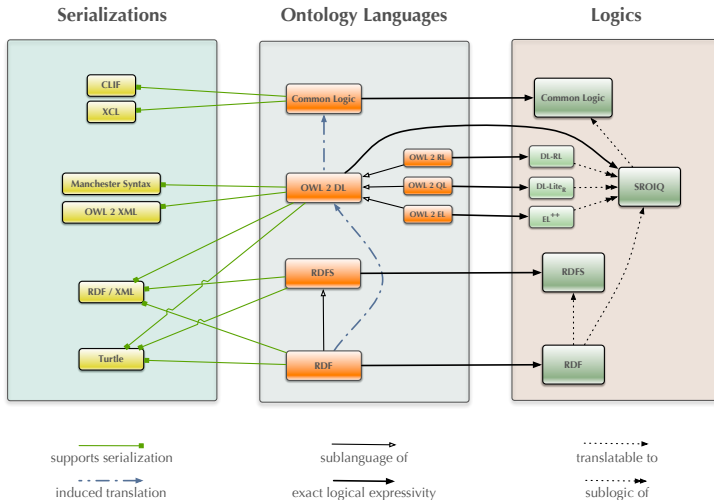 Serializations
Ontology Languages
Logics
CLIF
XCL
Common Logic
Common Logic
OWL 2 RL
DL-RL
Manchester Syntax
OWL 2 DL
OWL 2 QL
DL-LiteR
SROIQ
OWL 2 XML
OWL 2 EL
EL++
RDF / XML
RDFS
RDFS
Turtle
RDF
RDF
supports serialization
sublanguage of
translatable to
induced translation
exact logical expressivity
sublogic of